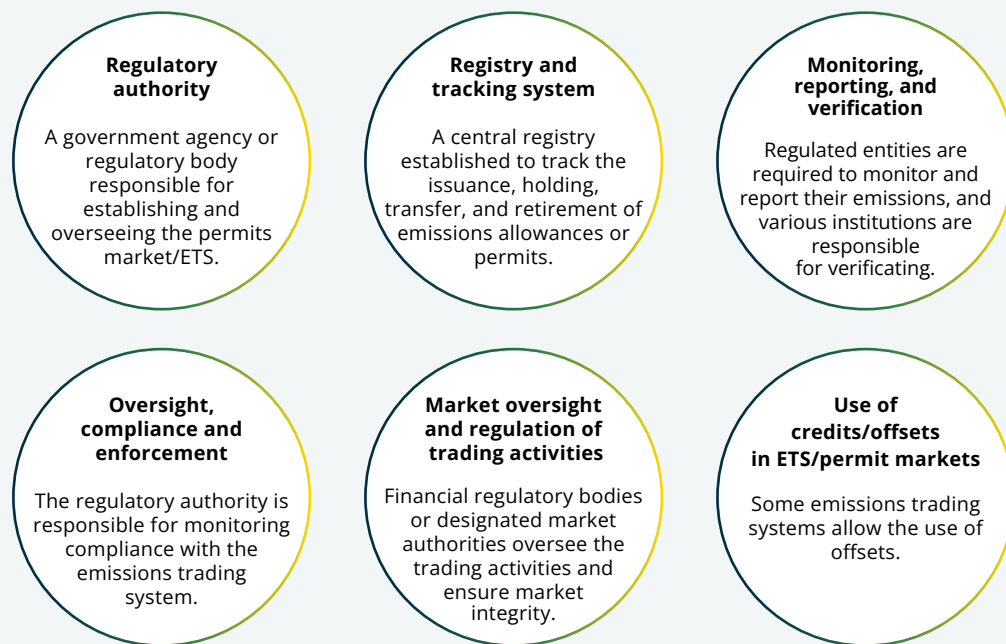 Regulatory
authority
A government agency or
regulatory body
responsible for
establishing and
overseeing the permits
market/ETS.
Registry and
tracking system
A central registry
established to track the
issuance, holding,
transfer, and retirement of
emissions allowances or
permits.
Monitoring,
reporting, and
verification
Regulated entities are
required to monitor and
report their emissions, and
various institutions are
responsible
for verificating.
Oversight,
compliance and
enforcement
The regulatory authority is
responsible for monitoring
compliance with the
emissions trading
system.
Market oversight
and regulation of
trading activities
Financial regulatory bodies
or designated market
authorities oversee the
trading activities and
ensure market
integrity.
Use of
credits/offsets
in ETS/permit markets
Some emissions trading
systems allow the use of
offsets.